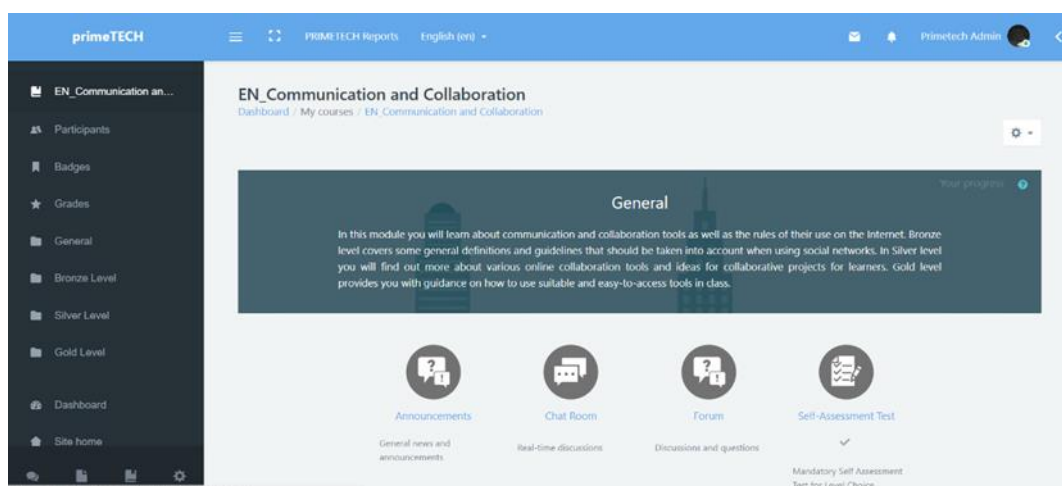 primeTECH
PRIMETECH Reports
English (en)
Primetech Admin
EN_Communication an...
Participants
Badges
Grades
General
Bronze Level
Silver Level
Gold Level
Dashboard
Site home
EN_Communication and Collaboration
Dashboard / My courses / EN_Communication and Collaboration
Your progress
General
In this module you will learn about communication and collaboration tools as well as the rules of their use on the Internet. Bronze
level covers some general definitions and guidelines that should be taken into account when using social networks. In Silver level
you will find out more about various online collaboration tools and ideas for collaborative projects for learners. Gold level
provides you with guidance on how to use suitable and easy-to-access tools in class.
Announcements
General news and
announcements
Chat Room
Real-time discussions
Forum
Discussions and questions
Self-Assessment Test
Mandatory Self Assessment
Test for Level Choice